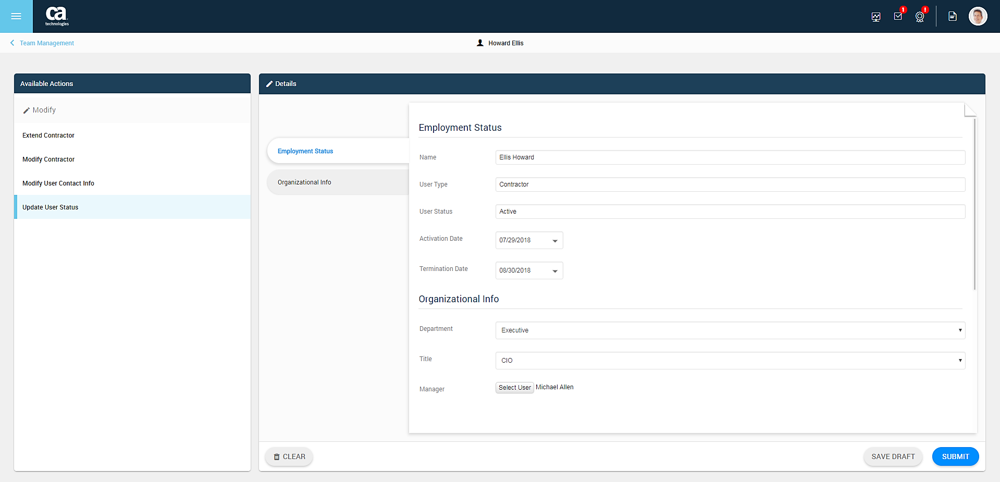 ca
technologies
1
!
Team Management
Howard Ellis
Available Actions
Modify
Extend Contractor
Modify Contractor
Modify User Contact Info
Update User Status
Details
Employment Status
Organizational Info
Employment Status
Name
Ellis Howard
User Type
Contractor
User Status
Active
Activation Date
07/29/2018
Termination Date
08/30/2018
Organizational Info
Department
Executive
Title
CIO
Manager
Select User Michael Allen
CLEAR
SAVE DRAFT
SUBMIT